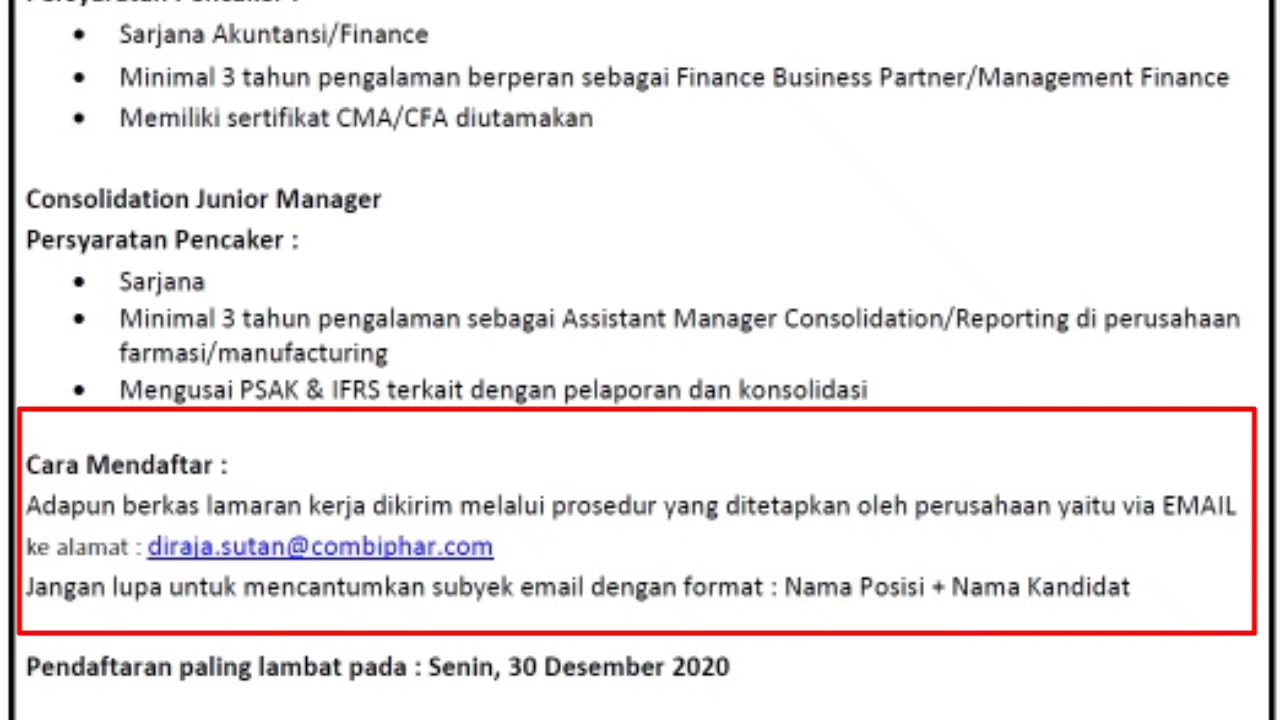 Persyaratan Pencaker :
• Sarjana Akuntansi/Finance
• Minimal 3 tahun pengalaman berperan sebagai Finance Business Partner/Management Finance
• Memiliki sertifikat CMA/CFA diutamakan
Consolidation Junior Manager
Persyaratan Pencaker :
• Sarjana
• Minimal 3 tahun pengalaman sebagai Assistant Manager Consolidation/Reporting di perusahaan
farmasi/manufacturing
• Mengusai PSAK & IFRS terkait dengan pelaporan dan konsolidasi
Cara Mendaftar :
Adapun berkas lamaran kerja dikirim melalui prosedur yang ditetapkan oleh perusahaan yaitu via EMAIL
ke alamat : diraja.sutan@combiphar.com
Jangan lupa untuk mencantumkan subyek email dengan format : Nama Posisi + Nama Kandidat
Pendaftaran paling lambat pada : Senin, 30 Desember 2020